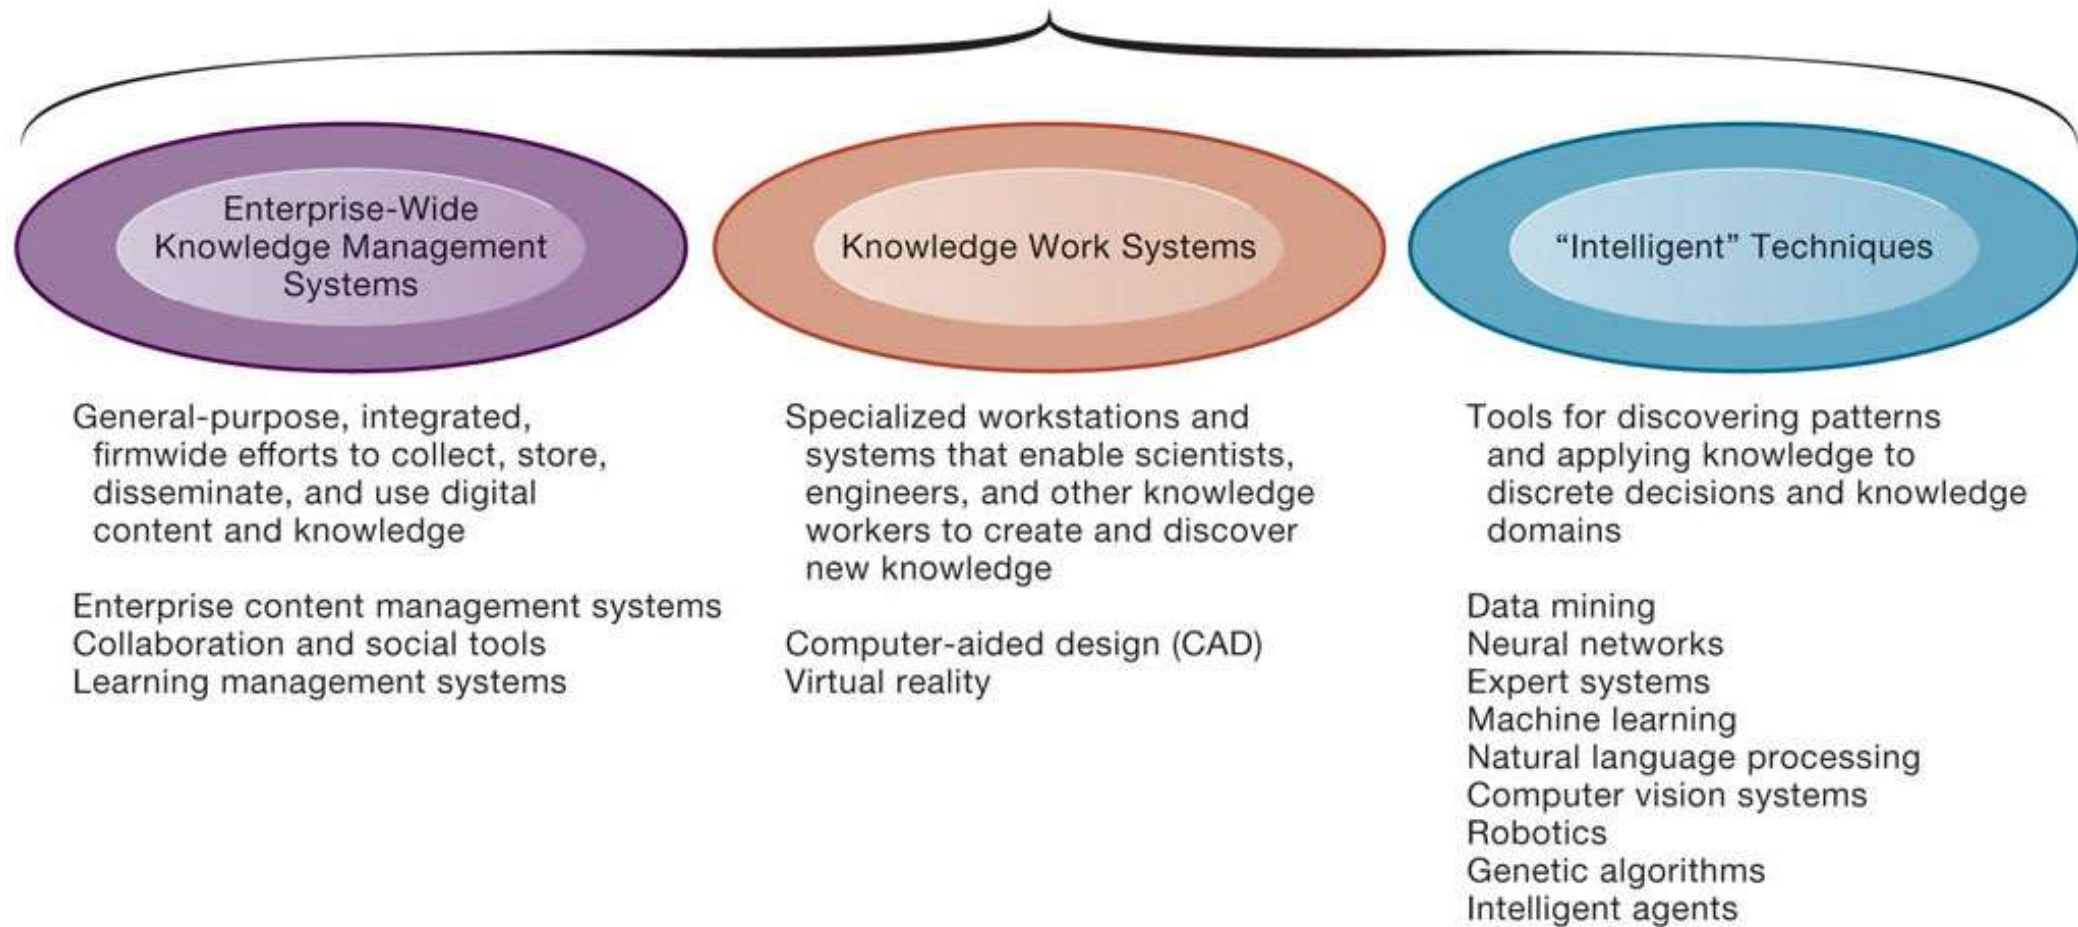 Enterprise-Wide
Knowledge Management
Systems
General-purpose, integrated,
firmwide efforts to collect, store,
disseminate, and use digital
content and knowledge
Enterprise content management systems
Collaboration and social tools
Learning management systems
Knowledge Work Systems
Specialized workstations and
systems that enable scientists,
engineers, and other knowledge
workers to create and discover
new knowledge
Computer-aided design (CAD)
Virtual reality
“Intelligent” Techniques
Tools for discovering patterns
and applying knowledge to
discrete decisions and knowledge
domains
Data mining
Neural networks
Expert systems
Machine learning
Natural language processing
Computer vision systems
Robotics
Genetic algorithms
Intelligent agents